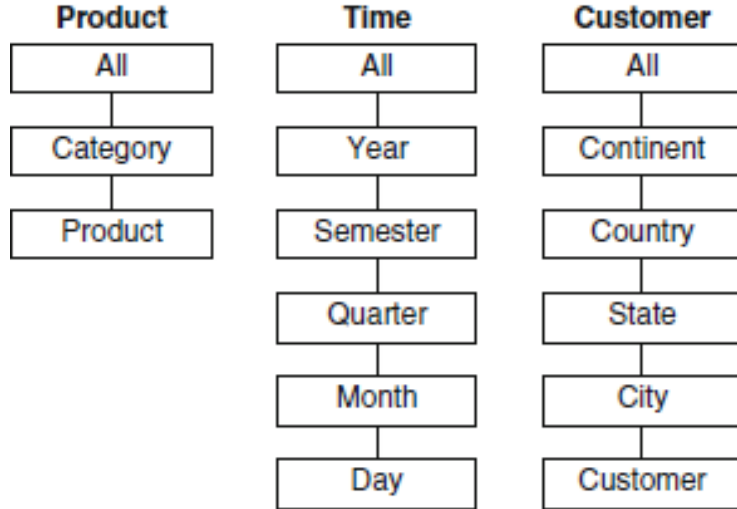 Product Time Customer
All All All
Category Year Continent
Product Semester Country
Quarter State
Month City
Day Customer